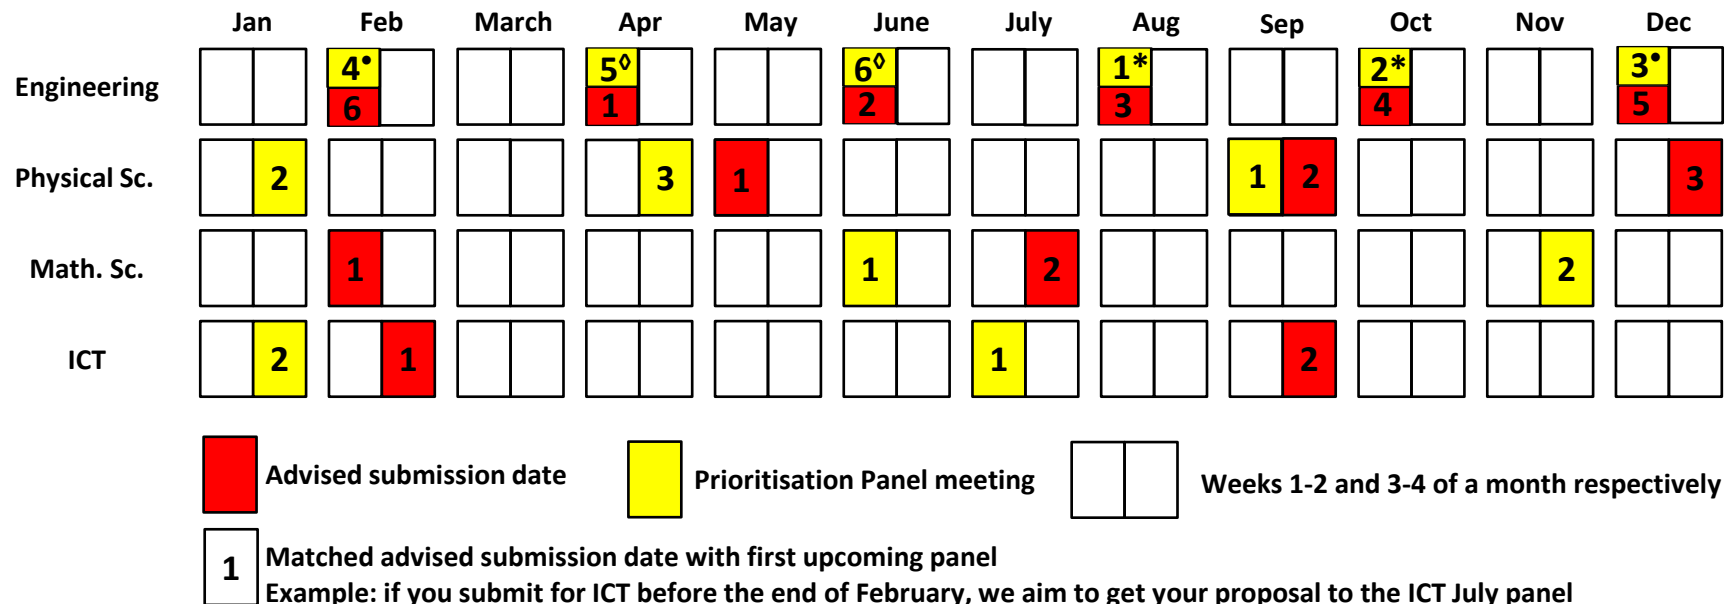 Jan Feb March Apr May June July Aug Sep Oct Nov Dec
Engineering 4• 5◊ 6◊ 1* 2* 3•
6 1 2 3 4 5
Physical Sc. 2 3 1 1 2 3
Math. Sc. 1 1 2 2
ICT 2 1 1 2
Advised submission date Prioritisation Panel meeting Weeks 1-2 and 3-4 of a month respectively
1 Matched advised submission date with first upcoming panel
Example: if you submit for ICT before the end of February, we aim to get your proposal to the ICT July panel